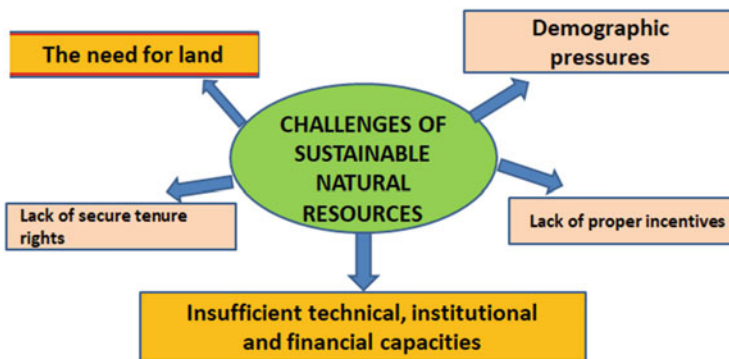 The need for land
Demographic
pressures
CHALLENGES OF
SUSTAINABLE
NATURAL
RESOURCES
Lack of secure tenure
rights
Lack of proper incentives
Insufficient technical, institutional
and financial capacities